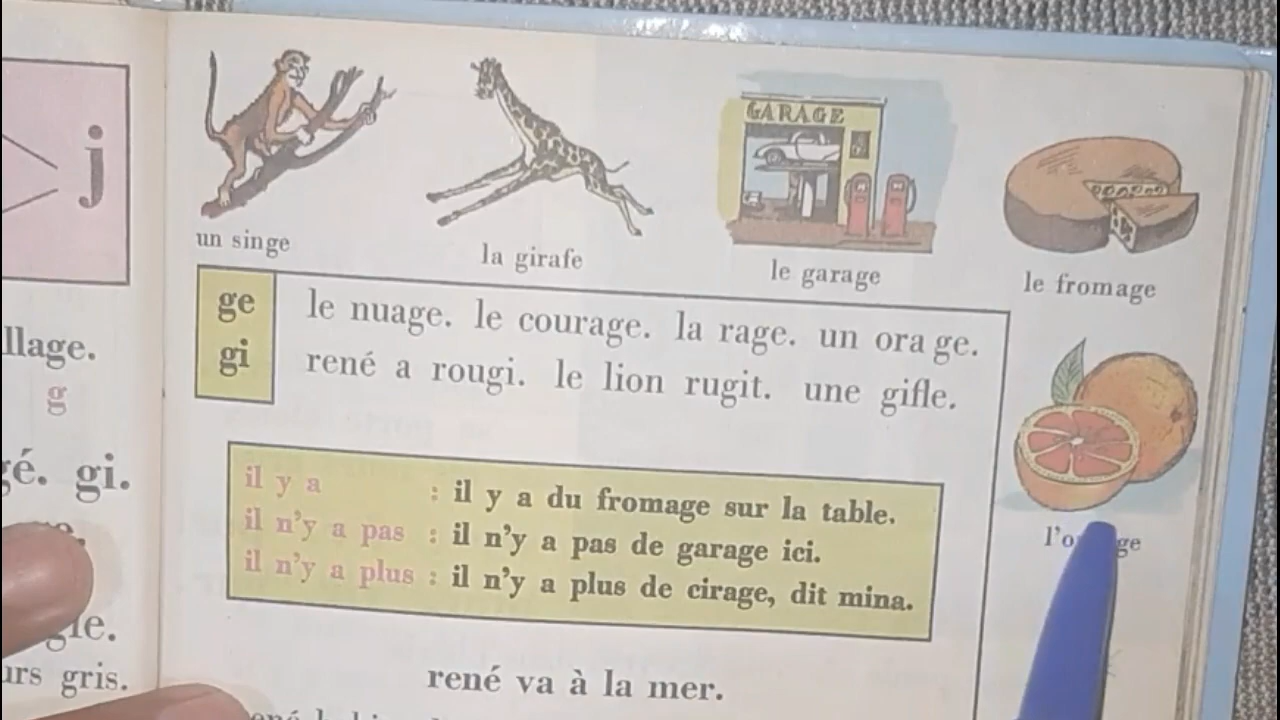 j
llage.
g
gé. gi.
gle.
urs gris.
GARAGE
un singe
la girafe
le garage
le fromage
ge
gi
le nuage. le courage. la rage. un orage.
rené a rougi. le lion rugit. une gifle.
il y a : il y a du fromage sur la table.
il n'y a pas : il n'y a pas de garage ici.
il n'y a plus : il n'y a plus de cirage, dit mina.
rené va à la mer.